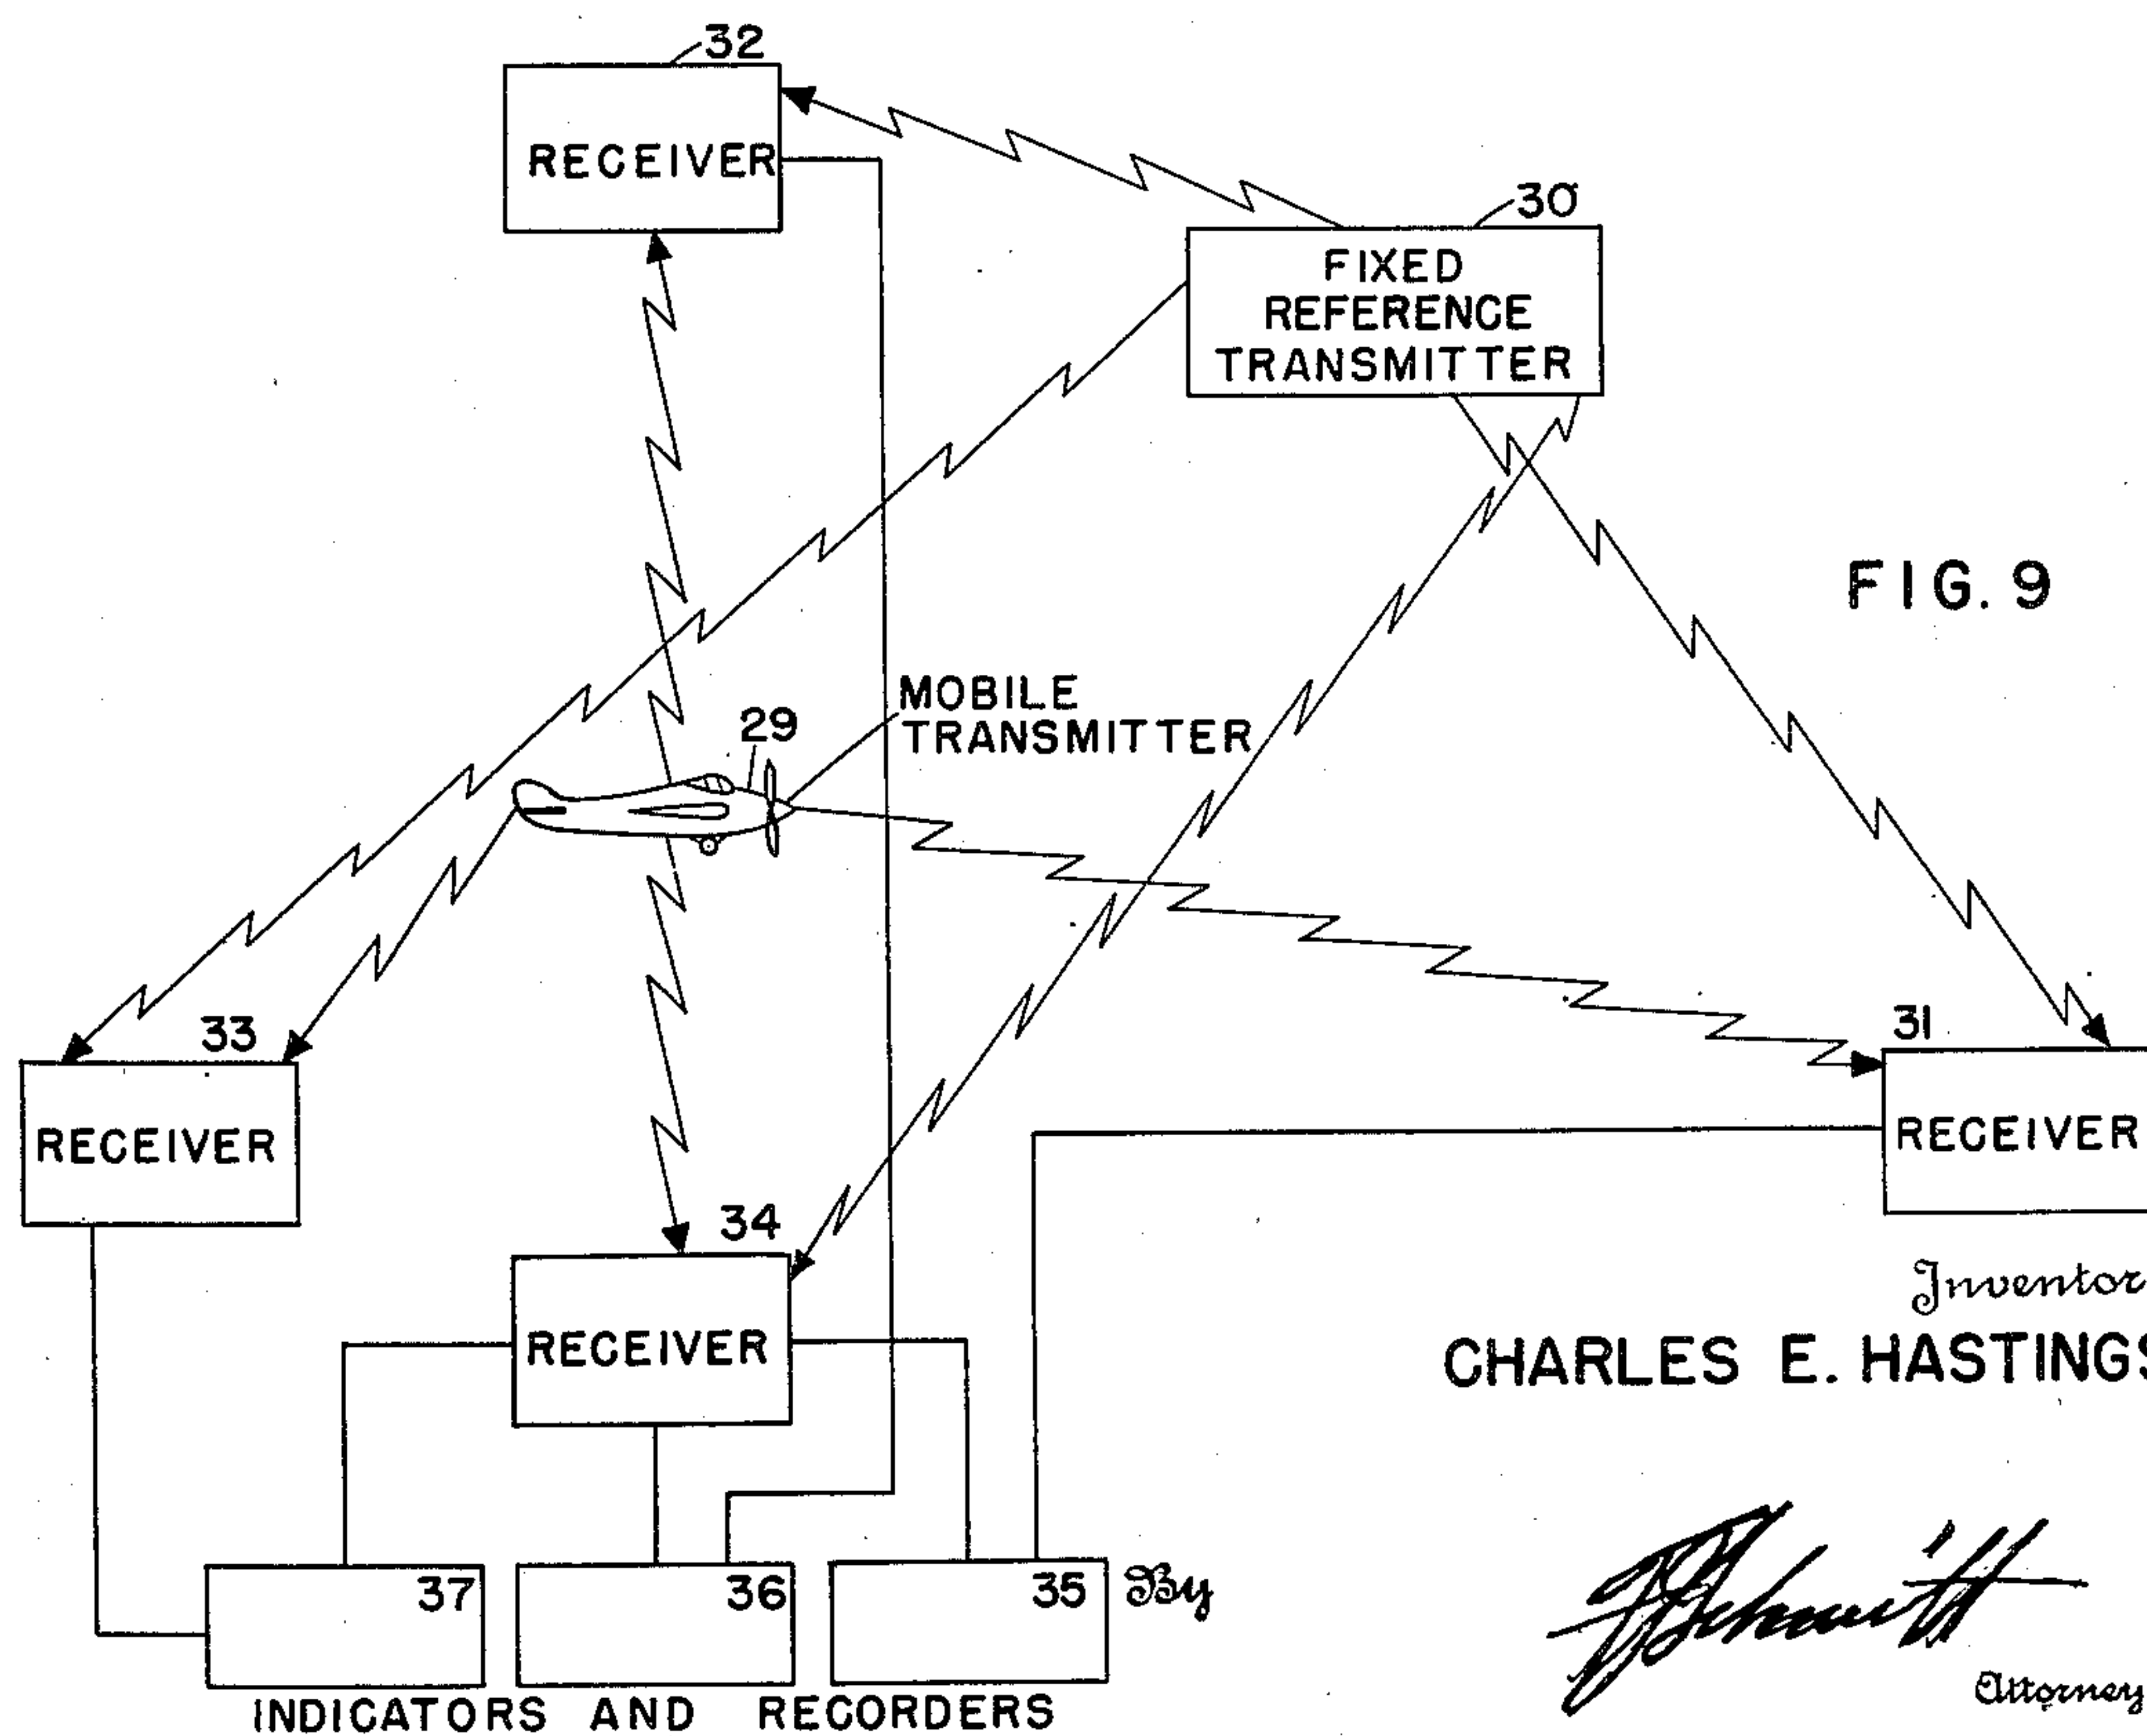 32
RECEIVER
30
FIXED
REFERENCE
TRANSMITTER
FIG. 9
MOBILE
TRANSMITTER
29
33
RECEIVER
31
RECEIVER
34
RECEIVER
Inventor
CHARLES E. HASTINGS
37
36
35
By
Attorney
INDICATORS AND RECORDERS